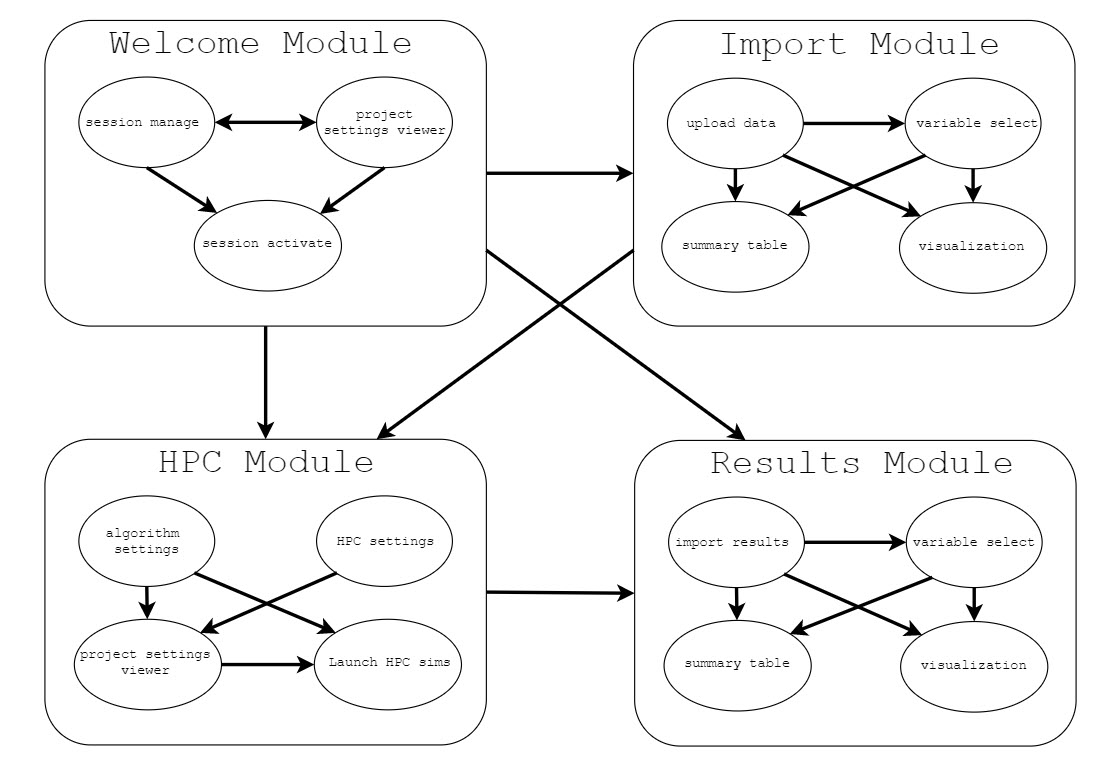 Welcome Module
session manage
project
settings viewer
session activate
Import Module
upload data
variable select
summary table
visualization
HPC Module
algorithm
settings
HPC settings
project settings
viewer
Launch HPC sims
Results Module
import results
variable select
summary table
visualization